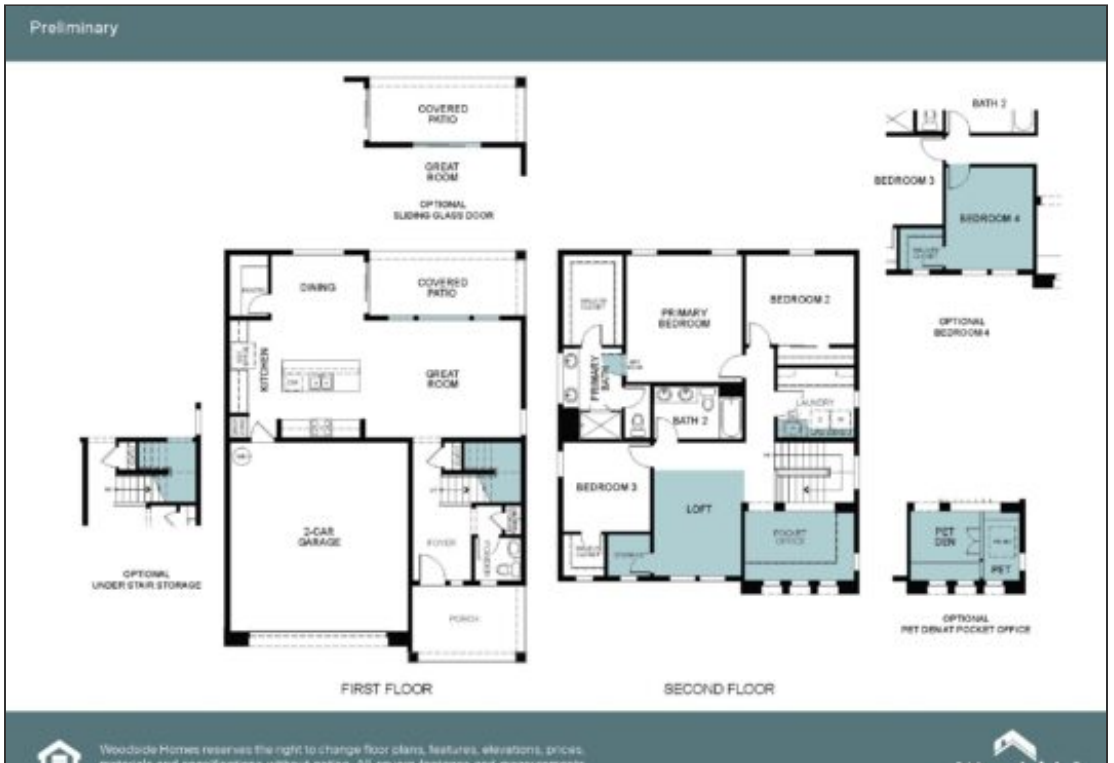 Preliminary
COVERED
PATIO
GREAT
ROOM
OPTIONAL
SLIDING GLASS DOOR
BATH 2
BEDROOM 3
BEDROOM 4
OPTIONAL
BEDROOM 4
DINING
COVERED
PATIO
KITCHEN
GREAT
ROOM
2-CAR
GARAGE
FOYER
POWDER
PORCH
OPTIONAL
UNDER STAIR STORAGE
PRIMARY
BEDROOM
BEDROOM 2
PRIMARY
BATH
BATH 2
LAUNDRY
BEDROOM 3
LOFT
POCKET
OFFICE
STORAGE
PET
DEN
PET
OPTIONAL
PET DEN AT POCKET OFFICE
FIRST FLOOR
SECOND FLOOR
Woodside Homes reserves the right to change floor plans, features, elevations, prices,